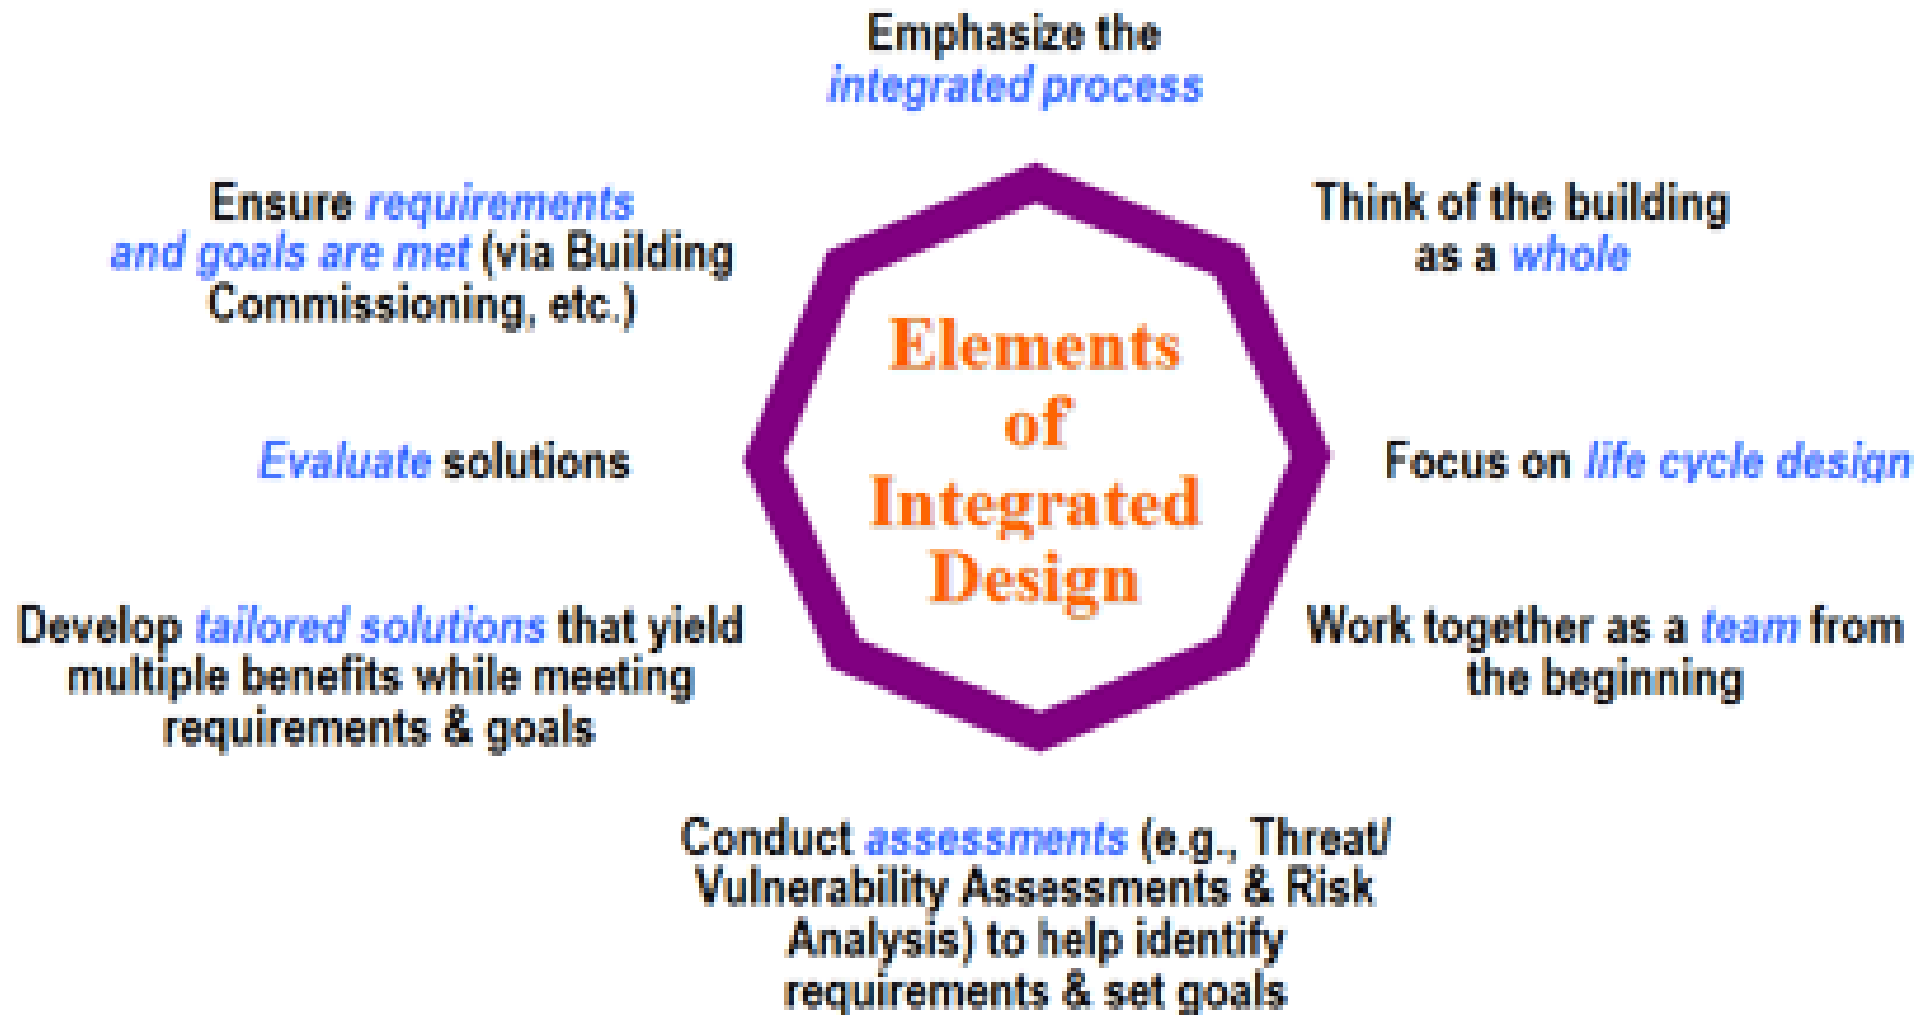 Emphasize the
integrated process
Think of the building
as a whole
Focus on life cycle design
Work together as a team from
the beginning
Conduct assessments (e.g., Threat/
Vulnerability Assessments & Risk
Analysis) to help identify
requirements & set goals
Develop tailored solutions that yield
multiple benefits while meeting
requirements & goals
Evaluate solutions
Ensure requirements
and goals are met (via Building
Commissioning, etc.)
Elements
of
Integrated
Design